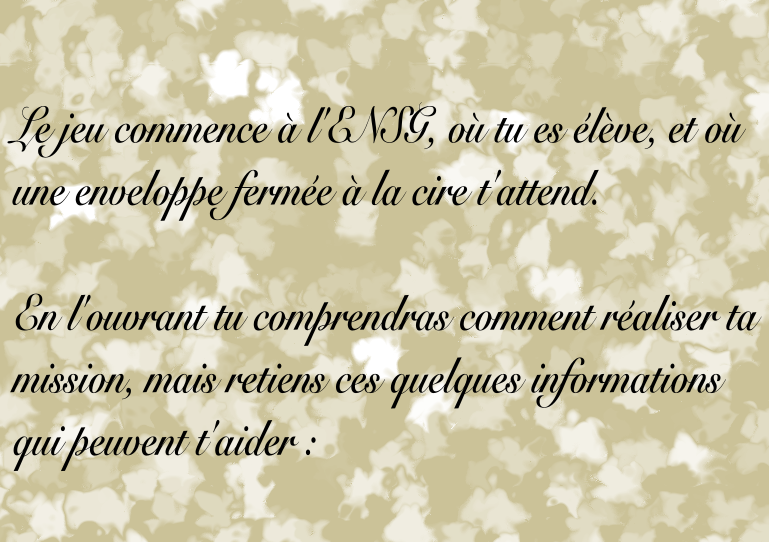 Le jeu commence à l'ENSG, où tu es élève, et où
une enveloppe fermée à la cire t'attend.
En l'ouvrant tu comprendras comment réaliser ta
mission, mais retiens ces quelques informations
qui peuvent t'aider :